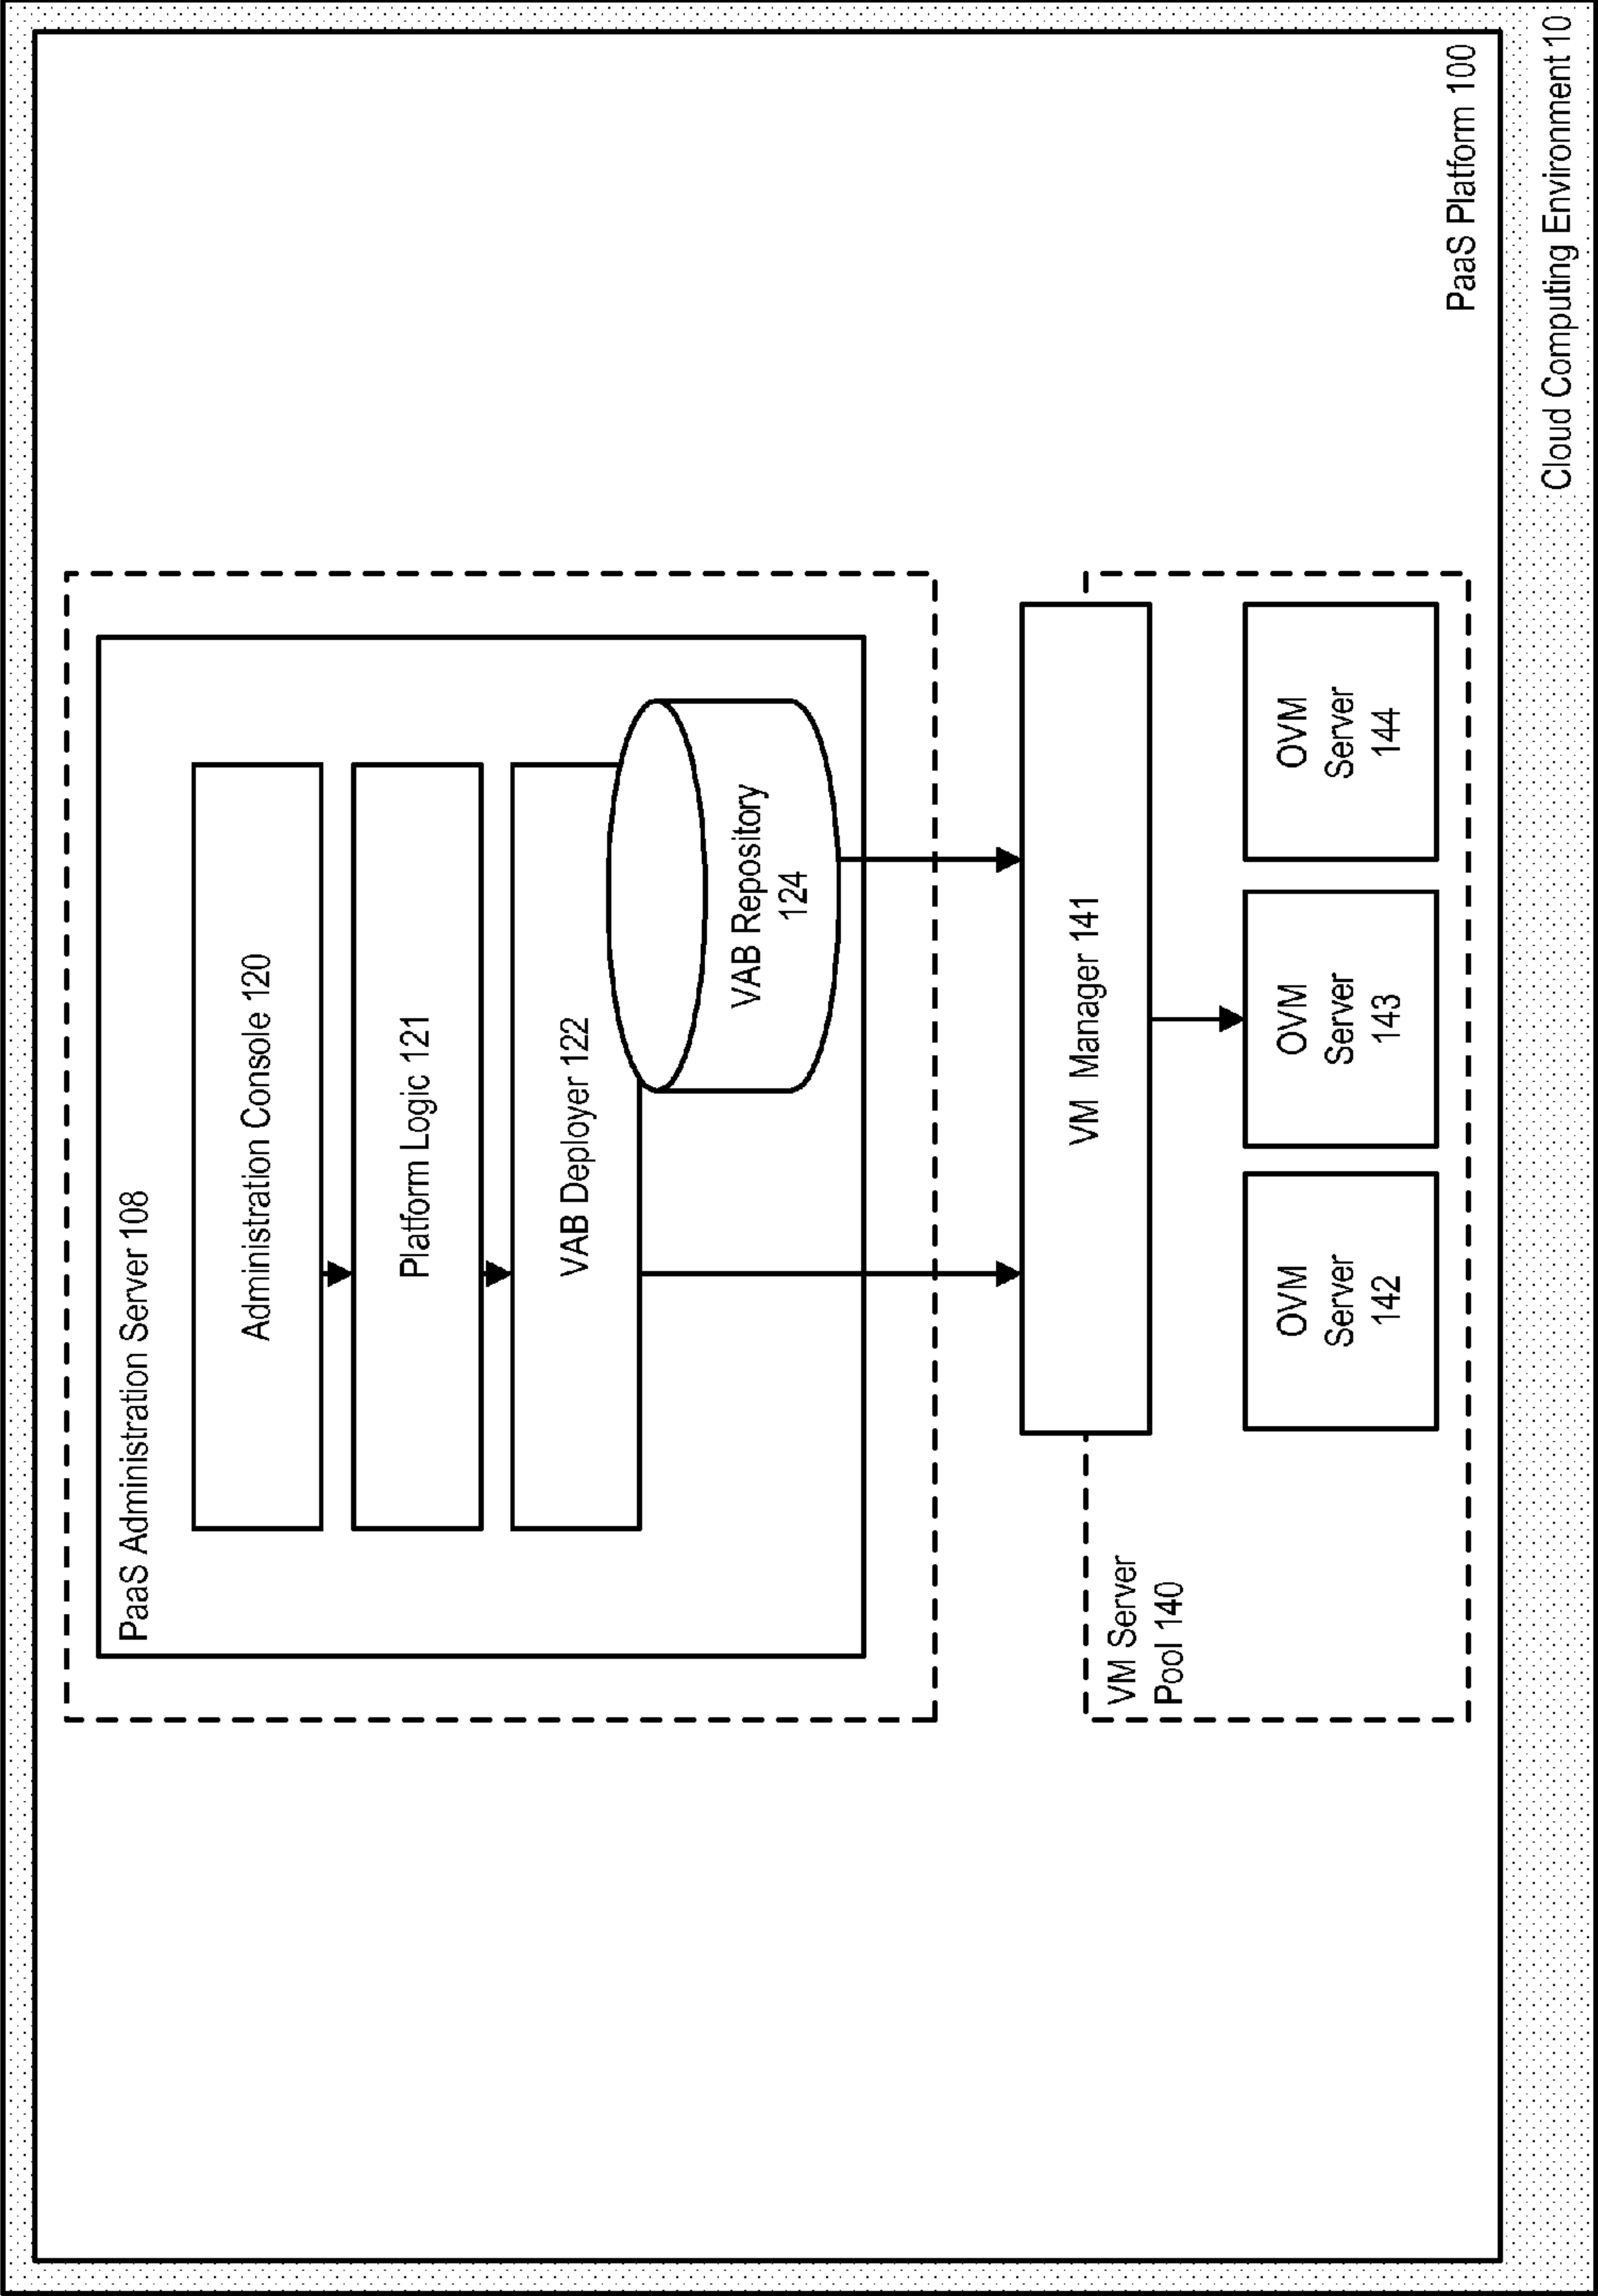 PaaS Administration Server 108
Administration Console 120
Platform Logic 121
VAB Deployer 122
VAB Repository
124
VM Manager 141
VM Server
Pool 140
OVM
Server
142
OVM
Server
143
OVM
Server
144
PaaS Platform 100
Cloud Computing Environment 10